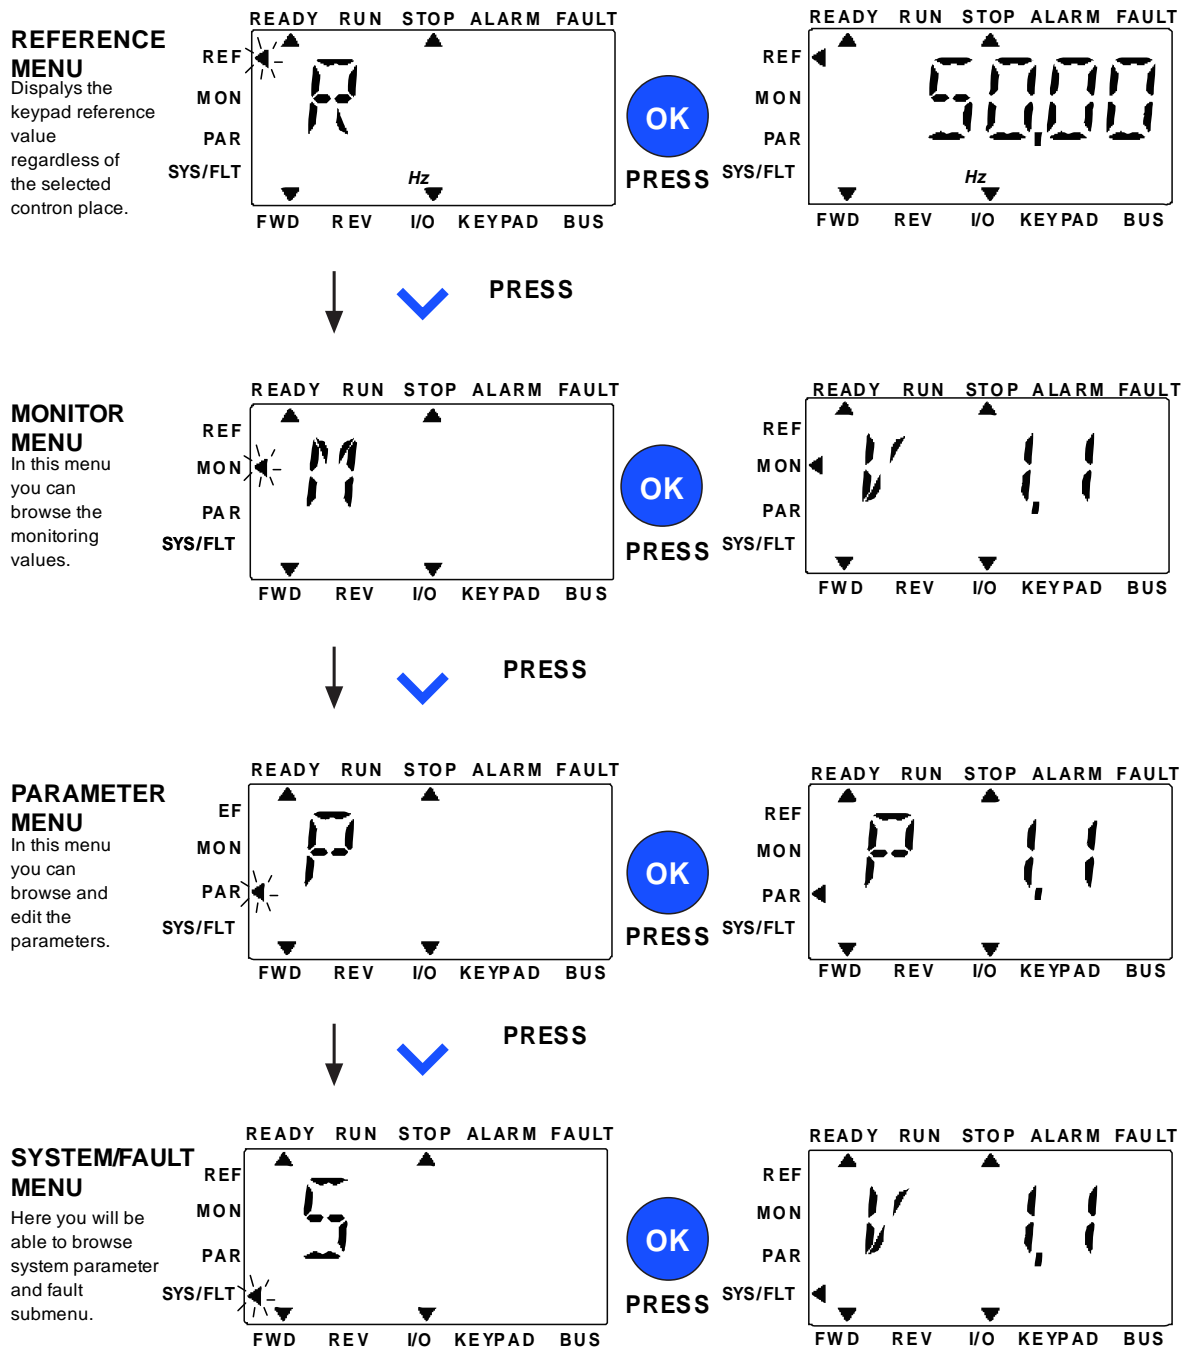 READY RUN STOP ALARM FAULT
READY RUN STOP ALARM FAULT
REFERENCE
MENU
Dispalys the
keypad reference
value
regardless of
the selected
contron place.
REF
MON
PAR
SYS/FLT
R
Hz
FWD REV I/O KEYPAD BUS
OK
PRESS
REF
MON
PAR
SYS/FLT
50,00
Hz
FWD REV I/O KEYPAD BUS
PRESS
READY RUN STOP ALARM FAULT
READY RUN STOP ALARM FAULT
MONITOR
MENU
In this menu
you can
browse the
monitoring
values.
REF
MON
PAR
SYS/FLT
M
FWD REV I/O KEYPAD BUS
OK
PRESS
REF
MON
PAR
SYS/FLT
V 1,1
FWD REV I/O KEYPAD BUS
PRESS
READY RUN STOP ALARM FAULT
READY RUN STOP ALARM FAULT
PARAMETER
MENU
In this menu
you can
browse and
edit the
parameters.
EF
MON
PAR
SYS/FLT
P
FWD REV I/O KEYPAD BUS
OK
PRESS
REF
MON
PAR
SYS/FLT
P 1,1
FWD REV I/O KEYPAD BUS
PRESS
READY RUN STOP ALARM FAULT
READY RUN STOP ALARM FAULT
SYSTEM/FAULT
MENU
Here you will be
able to browse
system parameter
and fault
submenu.
REF
MON
PAR
SYS/FLT
S
FWD REV I/O KEYPAD BUS
OK
PRESS
REF
MON
PAR
SYS/FLT
V 1,1
FWD REV I/O KEYPAD BUS